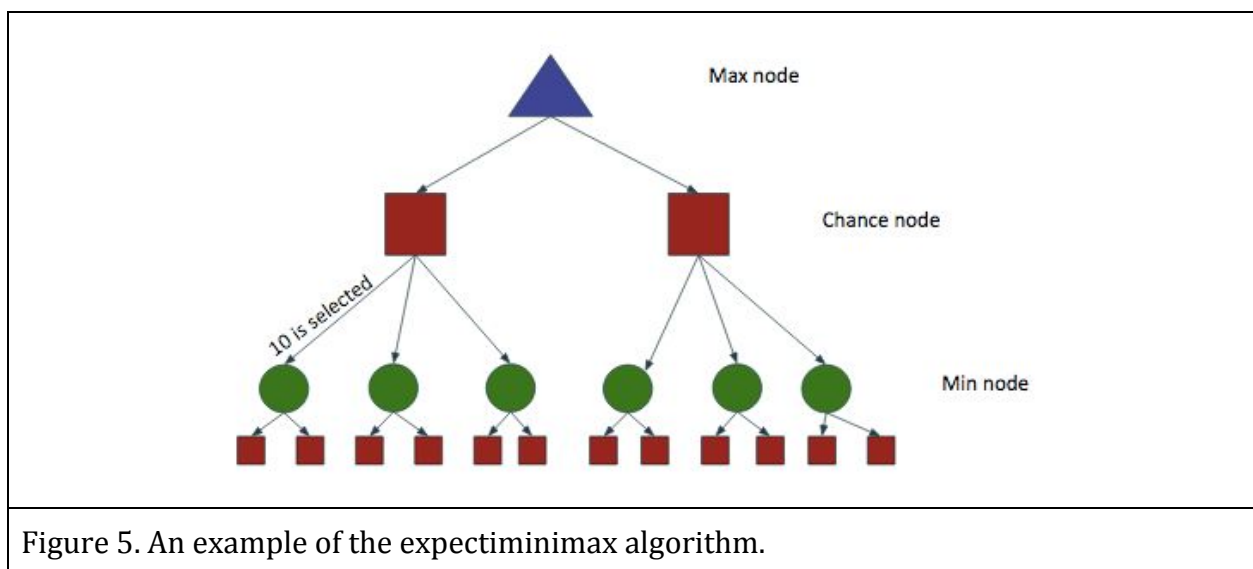 Max node
Chance node
10 is selected
Min node
Figure 5. An example of the expectiminimax algorithm.